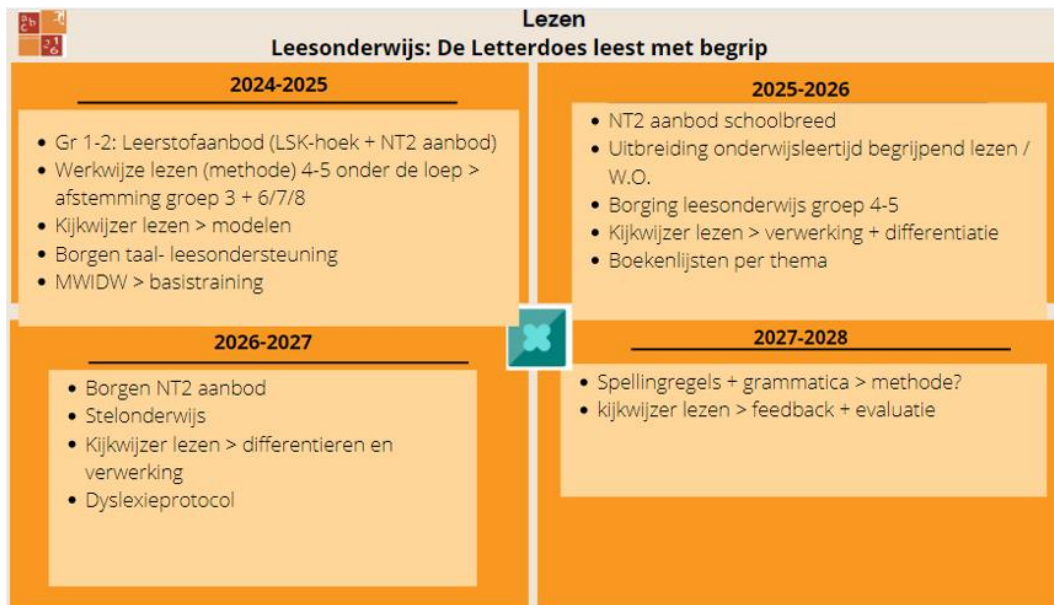 Lezen
Leesonderwijs: De Letterdoes leest met begrip
2024-2025
• Gr 1-2: Leerstofaanbod (LSK-hoek + NT2 aanbod)
• Werkwijze lezen (methode) 4-5 onder de loep >
afstemming groep 3 + 6/7/8
• Kijkwijzer lezen > modelen
• Borgen taal- leesondersteuning
• MWIDW > basistraining
2025-2026
• NT2 aanbod schoolbreed
• Uitbreiding onderwijsleertijd begrijpend lezen /
W.O.
• Borging leesonderwijs groep 4-5
• Kijkwijzer lezen > verwerking + differentiatie
• Boekenlijsten per thema
2026-2027
• Borgen NT2 aanbod
• Stelonderwijs
• Kijkwijzer lezen > differentieren en
verwerking
• Dyslexieprotocol
2027-2028
• Spellingregels + grammatica > methode?
• kijkwijzer lezen > feedback + evaluatie